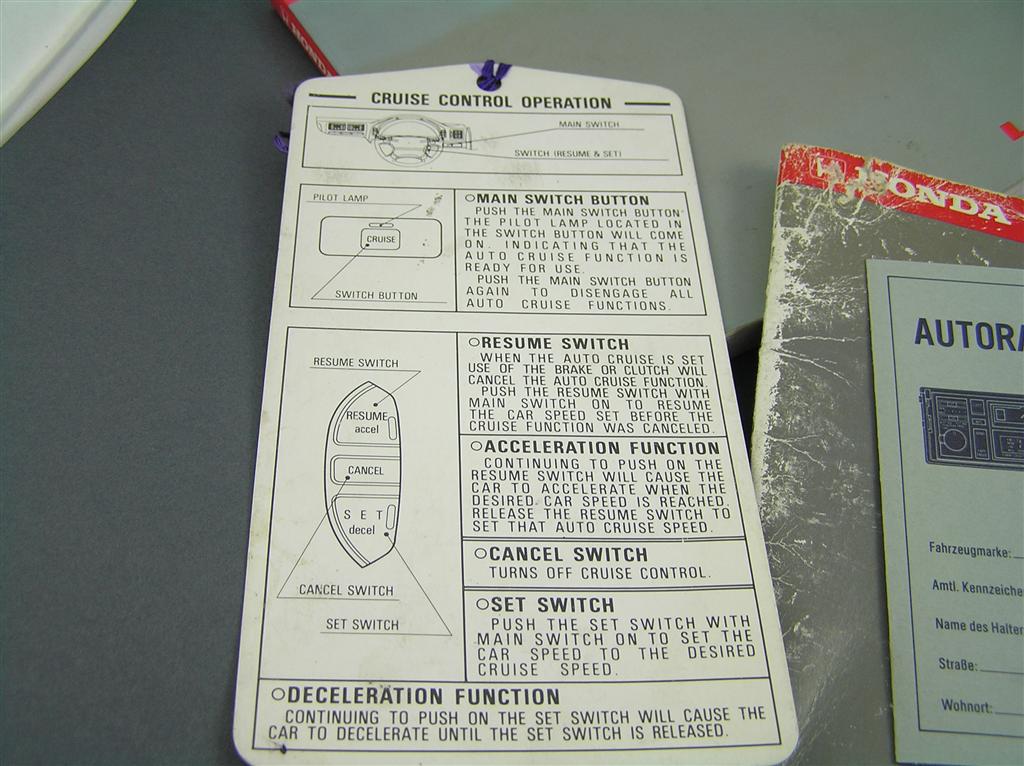 HONDA
CRUISE CONTROL OPERATION
MAIN SWITCH
SWITCH (RESUME & SET)
PILOT LAMP
CRUISE
SWITCH BUTTON
○MAIN SWITCH BUTTON
PUSH THE MAIN SWITCH BUTTON
THE PILOT LAMP LOCATED IN
THE SWITCH BUTTON WILL COME
ON. INDICATING THAT THE
AUTO CRUISE FUNCTION IS
READY FOR USE.
PUSH THE MAIN SWITCH BUTTON
AGAIN TO DISENGAGE ALL
AUTO CRUISE FUNCTIONS.
RESUME SWITCH
RESUME
accel
CANCEL
SET
decel
CANCEL SWITCH
SET SWITCH
○RESUME SWITCH
WHEN THE AUTO CRUISE IS SET
USE OF THE BRAKE OR CLUTCH WILL
CANCEL THE AUTO CRUISE FUNCTION.
PUSH THE RESUME SWITCH WITH
MAIN SWITCH ON TO RESUME
THE CAR SPEED SET BEFORE THE
CRUISE FUNCTION WAS CANCELED.
○ACCELERATION FUNCTION
CONTINUING TO PUSH ON THE
RESUME SWITCH WILL CAUSE THE
CAR TO ACCELERATE WHEN THE
DESIRED CAR SPEED IS REACHED.
RELEASE THE RESUME SWITCH TO
SET THAT AUTO CRUISE SPEED.
○CANCEL SWITCH
TURNS OFF CRUISE CONTROL.
○SET SWITCH
PUSH THE SET SWITCH WITH
MAIN SWITCH ON TO SET THE
CAR SPEED TO THE DESIRED
CRUISE SPEED.
○DECELERATION FUNCTION
CONTINUING TO PUSH ON THE SET SWITCH WILL CAUSE THE
CAR TO DECELERATE UNTIL THE SET SWITCH IS RELEASED.
HONDA
AUTORA
Fahrzeugmarke:
Amtl. Kennzeiche
Name des Halter
Straße:
Wohnort: